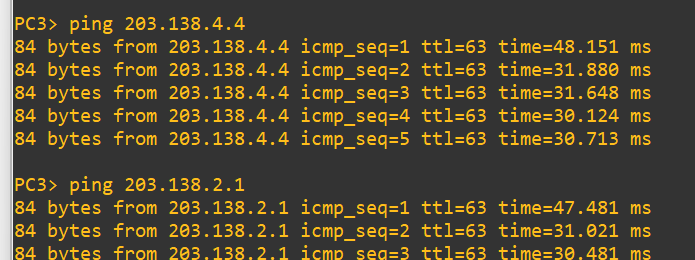 PC3> ping 203.138.4.4
84 bytes from 203.138.4.4 icmp_seq=1 ttl=63 time=48.151 ms
84 bytes from 203.138.4.4 icmp_seq=2 ttl=63 time=31.880 ms
84 bytes from 203.138.4.4 icmp_seq=3 ttl=63 time=31.648 ms
84 bytes from 203.138.4.4 icmp_seq=4 ttl=63 time=30.124 ms
84 bytes from 203.138.4.4 icmp_seq=5 ttl=63 time=30.713 ms
PC3> ping 203.138.2.1
84 bytes from 203.138.2.1 icmp_seq=1 ttl=63 time=47.481 ms
84 bytes from 203.138.2.1 icmp_seq=2 ttl=63 time=31.021 ms
84 bytes from 203.138.2.1 icmp_seq=3 ttl=63 time=30.481 ms